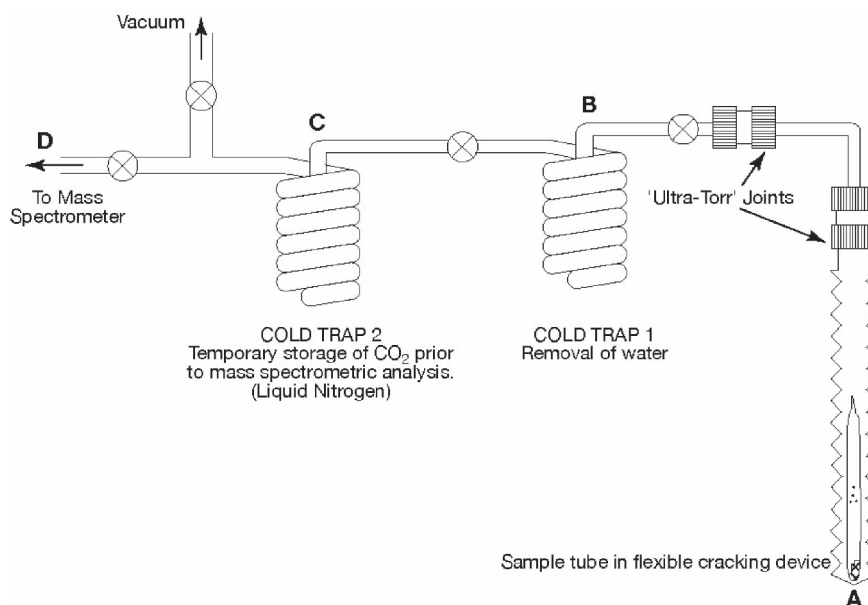 Vacuum
D
C
B
To Mass
Spectrometer
'Ultra-Torr' Joints
COLD TRAP 2
Temporary storage of CO₂ prior
to mass spectrometric analysis.
(Liquid Nitrogen)
COLD TRAP 1
Removal of water
Sample tube in flexible cracking device
A